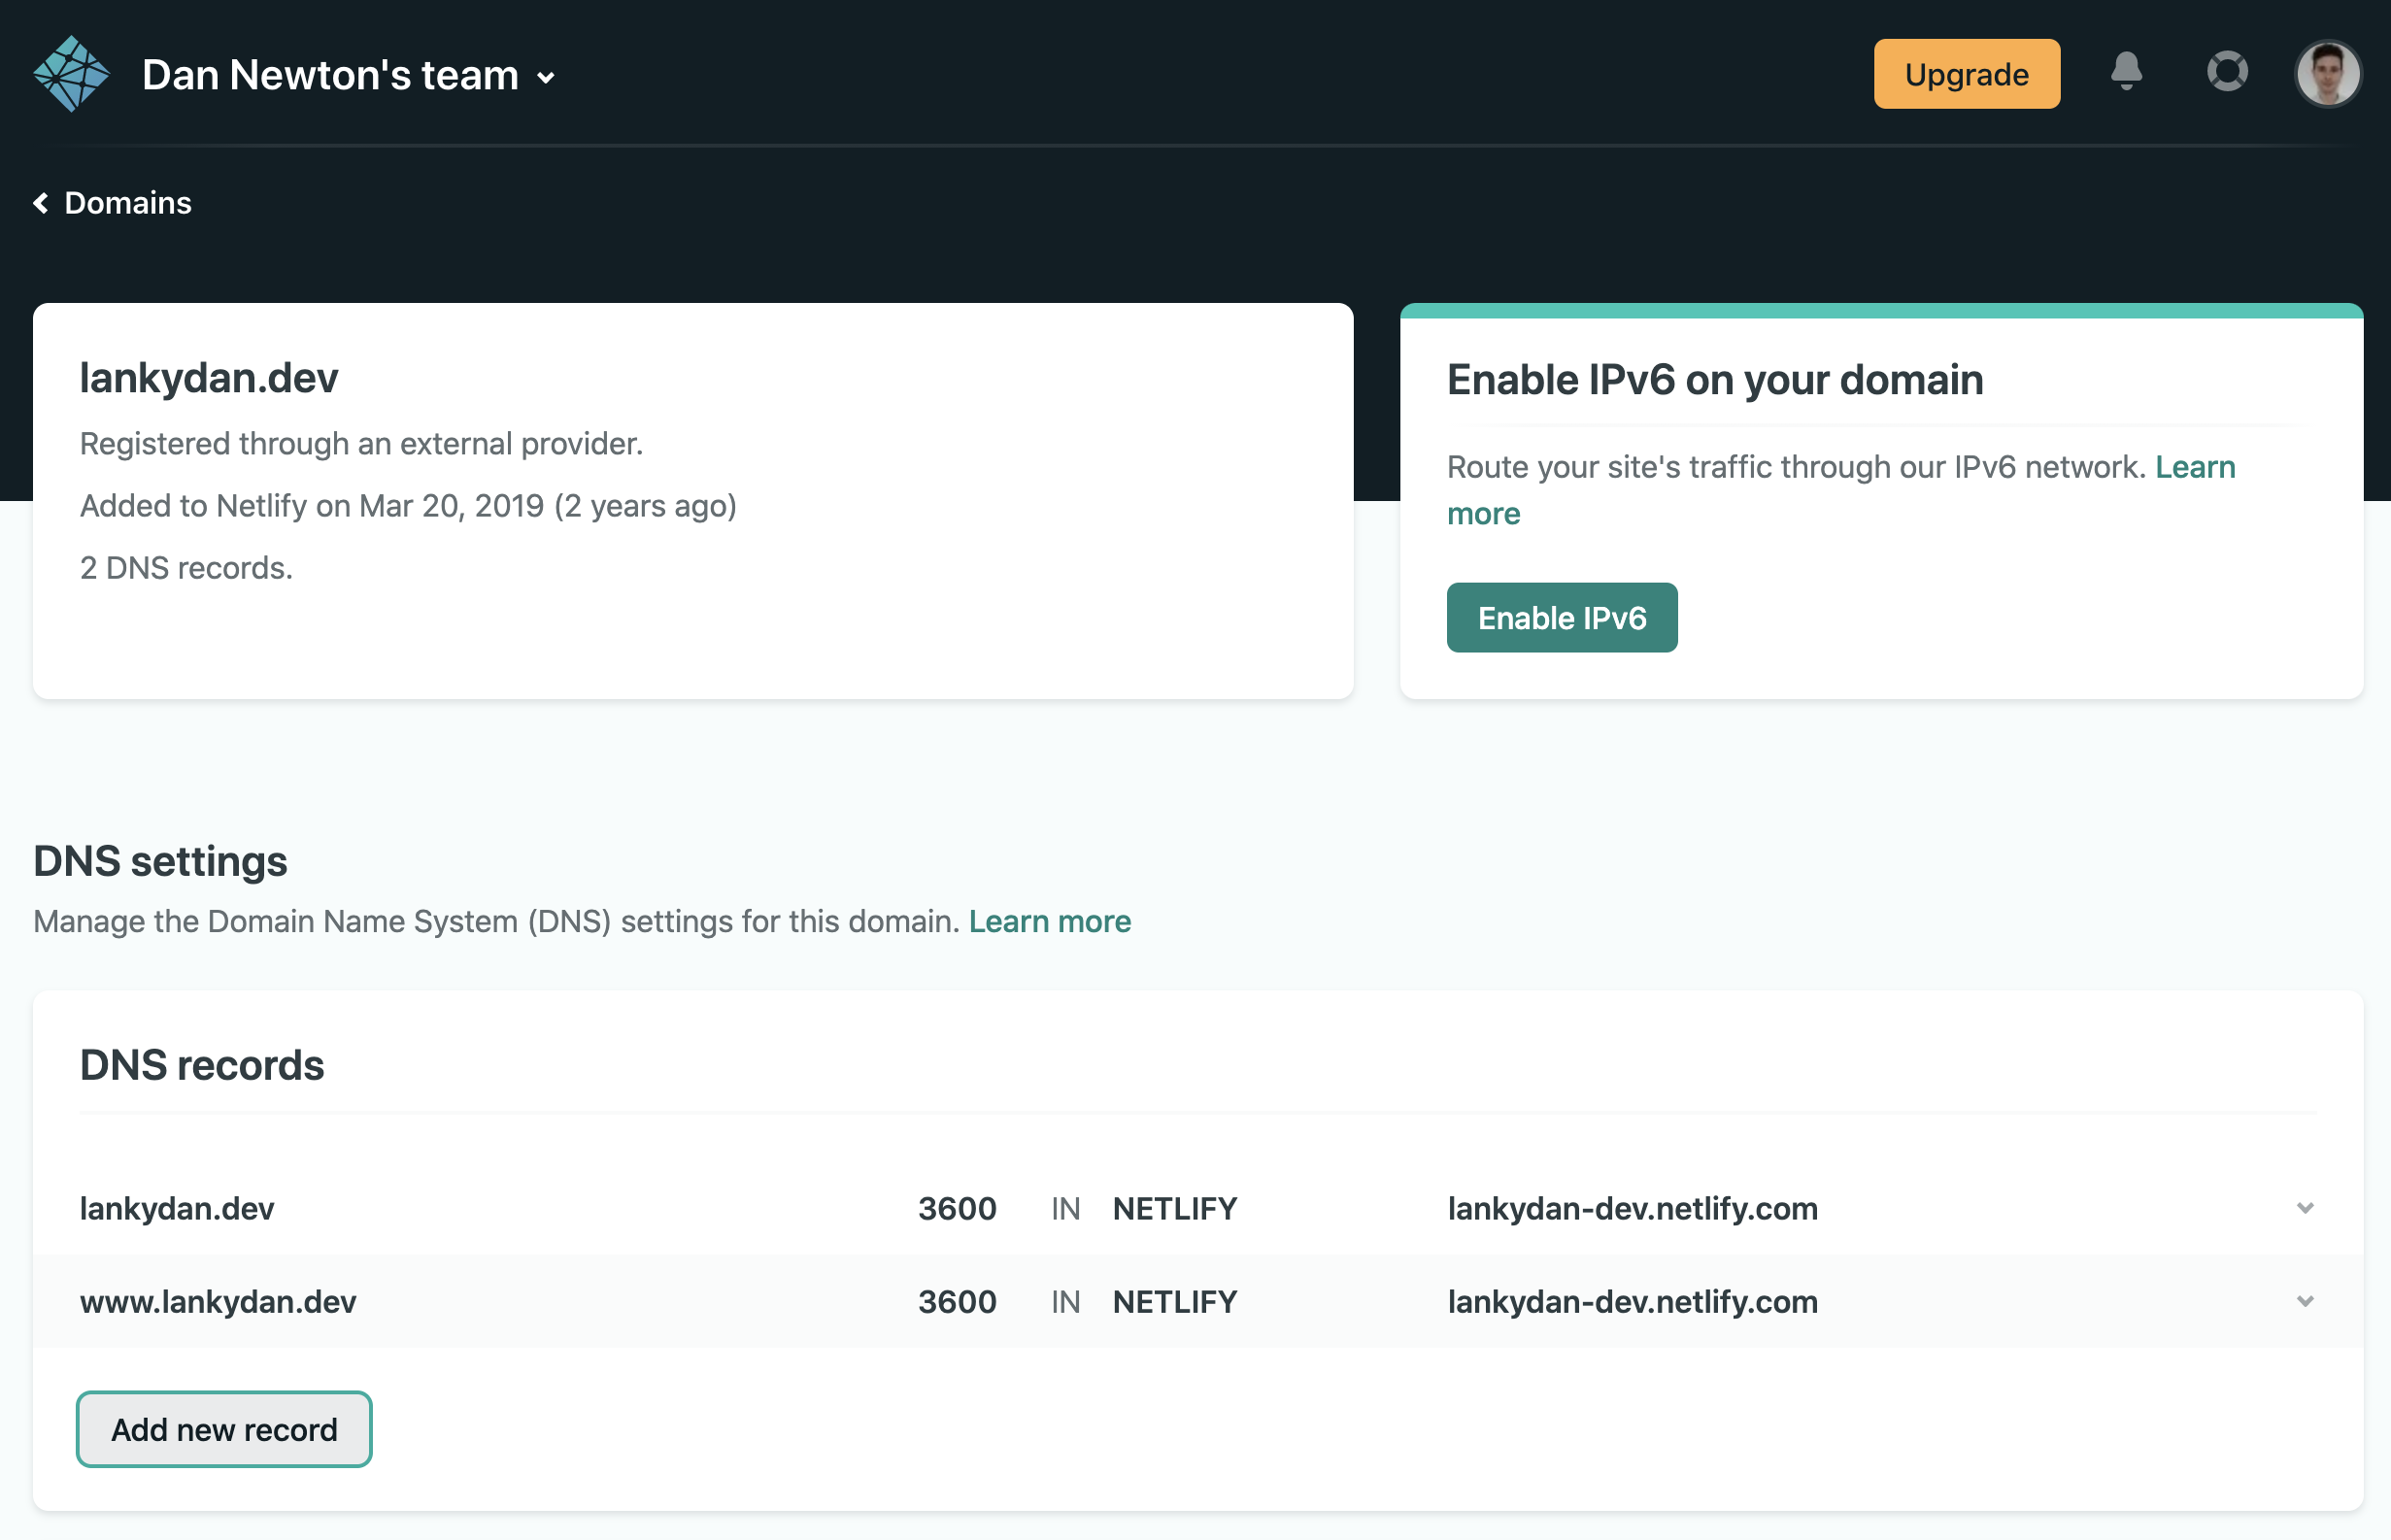 Dan Newton's team
Upgrade
Domains
lankydan.dev
Registered through an external provider.
Added to Netlify on Mar 20, 2019 (2 years ago)
2 DNS records.
Enable IPv6 on your domain
Route your site's traffic through our IPv6 network. Learn
more
Enable IPv6
DNS settings
Manage the Domain Name System (DNS) settings for this domain. Learn more
DNS records
lankydan.dev 3600 IN NETLIFY lankydan-dev.netlify.com
www.lankydan.dev 3600 IN NETLIFY lankydan-dev.netlify.com
Add new record